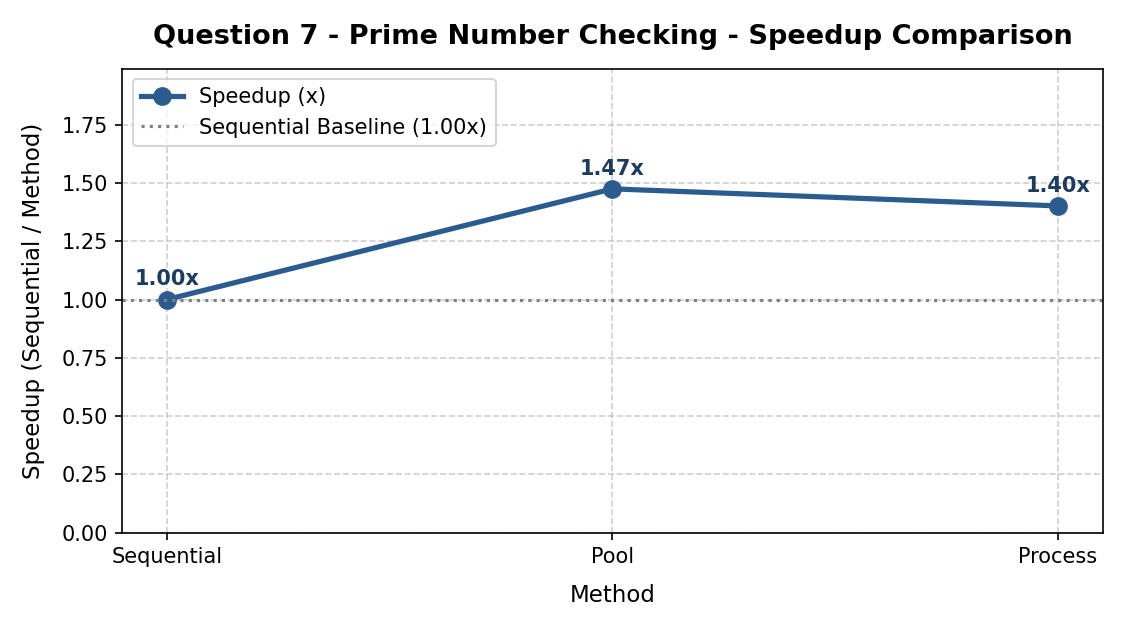 Question 7 - Prime Number Checking - Speedup Comparison
Speedup (x)
Sequential Baseline (1.00x)
Speedup (Sequential / Method)
1.75
1.50
1.25
1.00
0.75
0.50
0.25
0.00
1.00x
1.47x
1.40x
Sequential
Pool
Process
Method